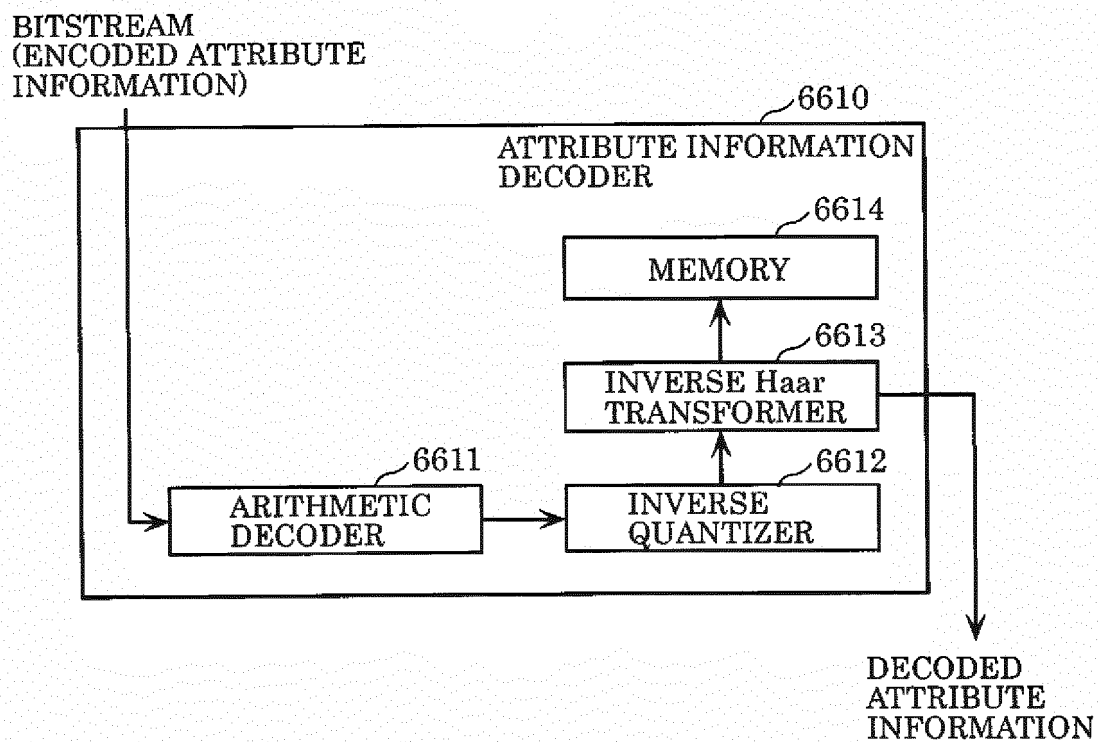 BITSTREAM
(ENCODED ATTRIBUTE
INFORMATION)
6610
ATTRIBUTE INFORMATION
DECODER
6614
MEMORY
6613
INVERSE Haar
TRANSFORMER
6611
ARITHMETIC
DECODER
6612
INVERSE
QUANTIZER
DECODED
ATTRIBUTE
INFORMATION